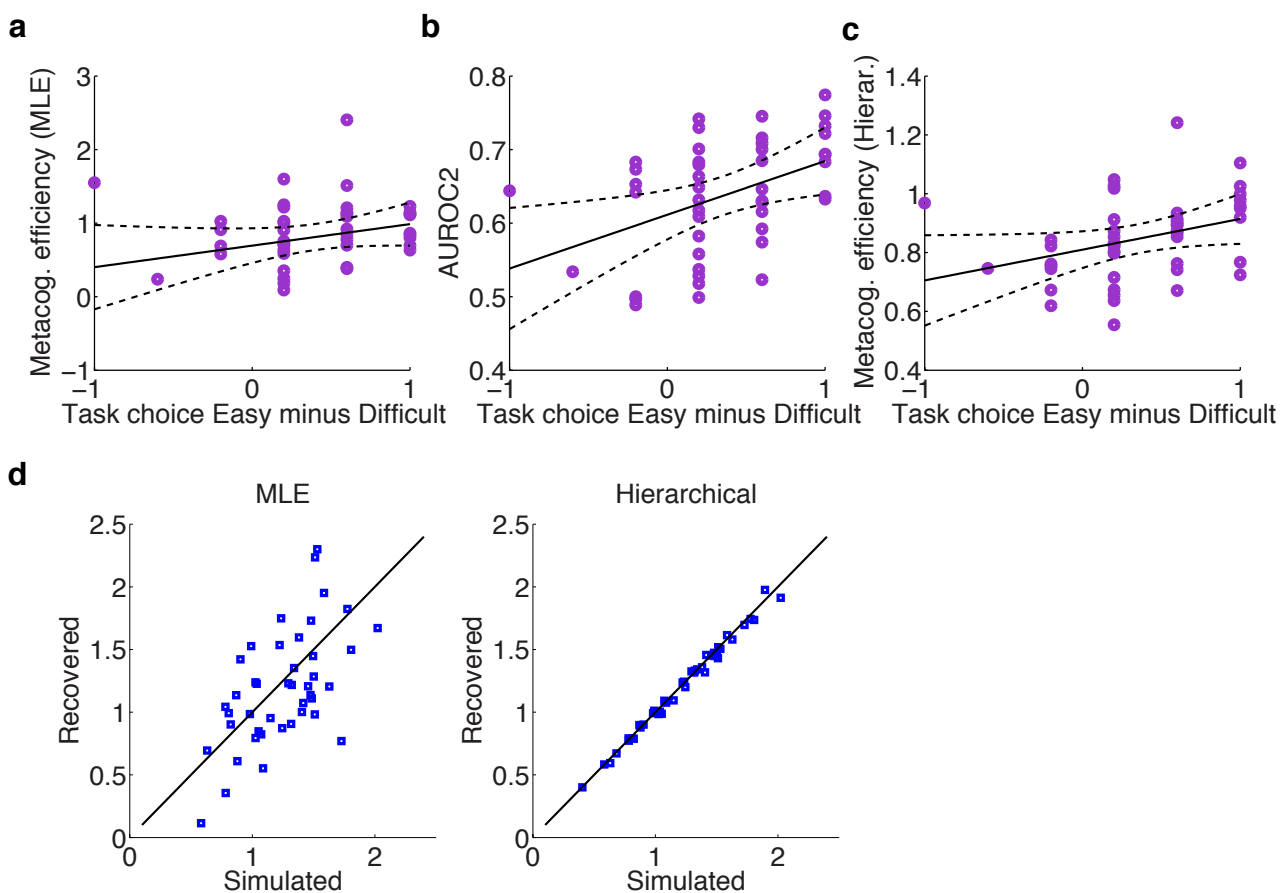 a
b
c
Metacog. efficiency (MLE)
3
2
1
0
−1
−1
0
1
Task choice Easy minus Difficult
AUROC2
0.8
0.7
0.6
0.5
0.4
−1
0
1
Task choice Easy minus Difficult
Metacog. efficiency (Hierar.)
1.4
1.2
1
0.8
0.6
0.4
−1
0
1
Task choice Easy minus Difficult
d
MLE
Recovered
2.5
2
1.5
1
0.5
0
0
1
2
Simulated
Hierarchical
Recovered
2.5
2
1.5
1
0.5
0
0
1
2
Simulated